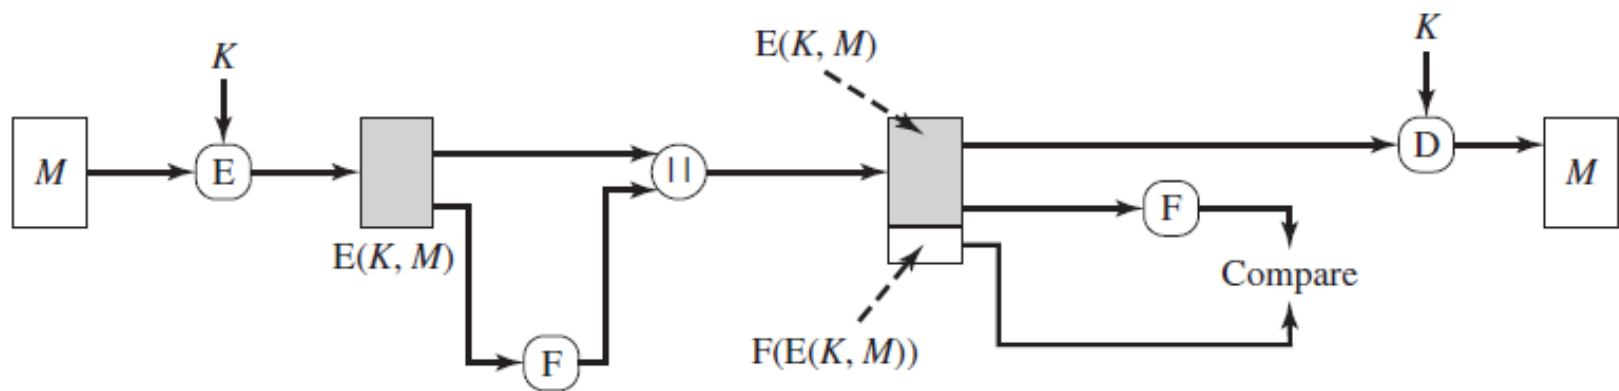 K
M
E
E(K, M)
F
||
E(K, M)
F(E(K, M))
F
Compare
K
D
M